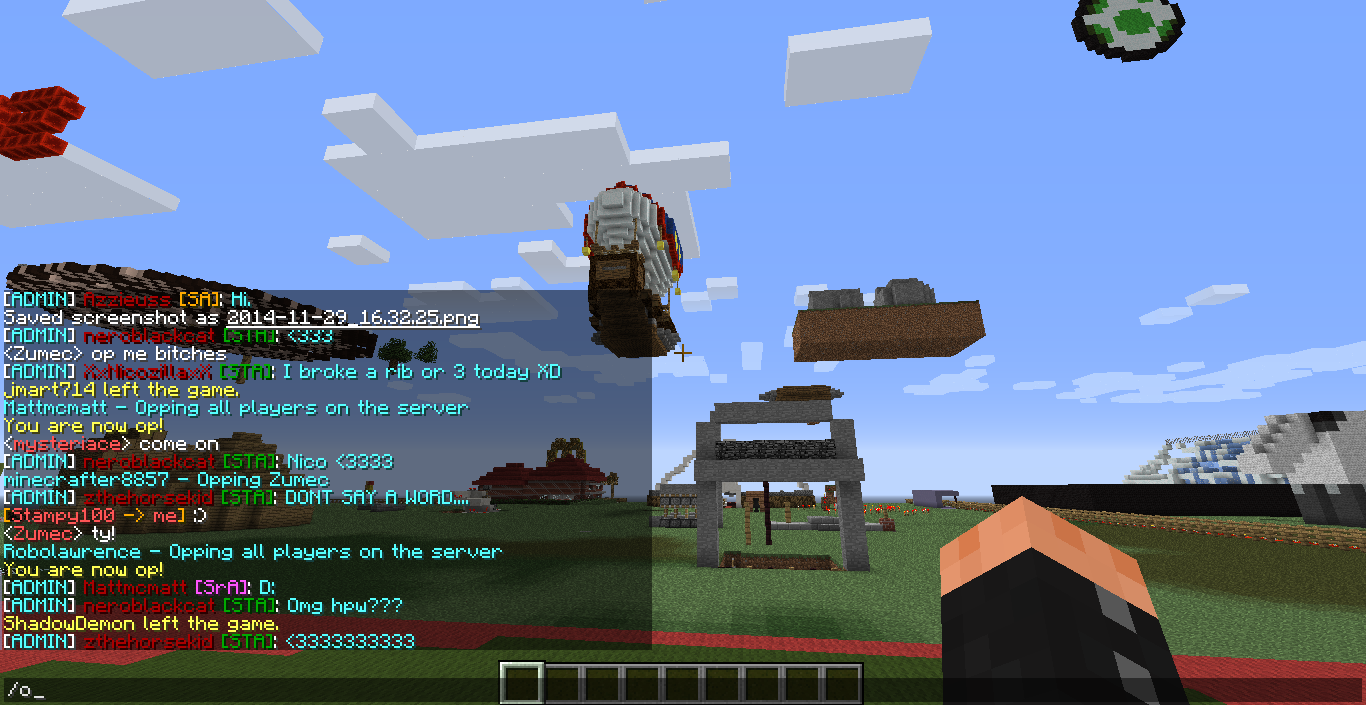 [ADMIN] Azzieuss [SA]: Hi.
Saved screenshot as 2014-11-29_16.32.25.png
[ADMIN] neroblackcat [STA]: <333
<Zumec> op me bitches
[ADMIN] XxNicozillaxX [STA]: I broke a rib or 3 today XD
jmart714 left the game.
Mattmcmatt - Opping all players on the server
You are now op!
<mysteriace> come on
[ADMIN] neroblackcat [STA]: Nico <3333
minecrafter8857 - Opping Zumec
[ADMIN] zthehorsekid [STA]: DONT SAY A WORD....
[Stampy100 -> me] :)
<Zumec> ty!
Robolawrence - Opping all players on the server
You are now op!
[ADMIN] Mattmcmatt [SrA]: D:
[ADMIN] neroblackcat [STA]: Omg hpw???
ShadowDemon left the game.
[ADMIN] zthehorsekid [STA]: <3333333333
/o_